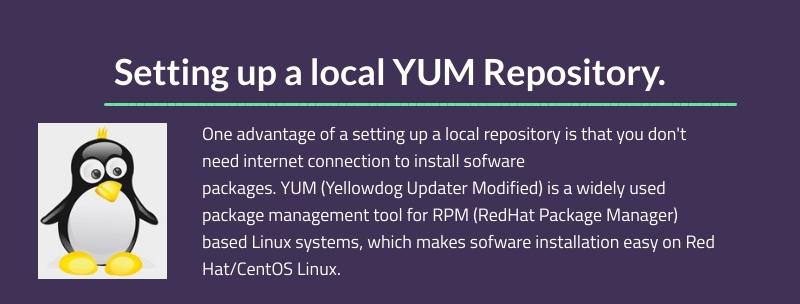 Setting up a local YUM Repository.
One advantage of a setting up a local repository is that you don't
need internet connection to install sofware
packages. YUM (Yellowdog Updater Modified) is a widely used
package management tool for RPM (RedHat Package Manager)
based Linux systems, which makes sofware installation easy on Red
Hat/CentOS Linux.